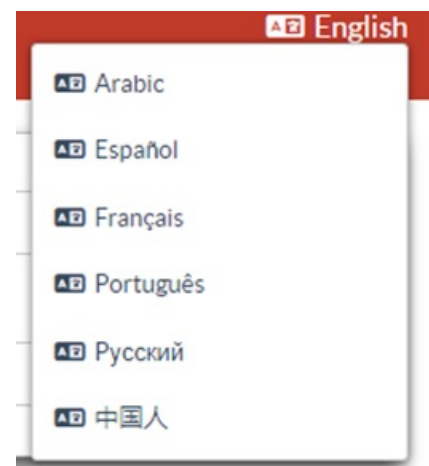 English
Arabic
Español
Français
Português
Русский
中国人